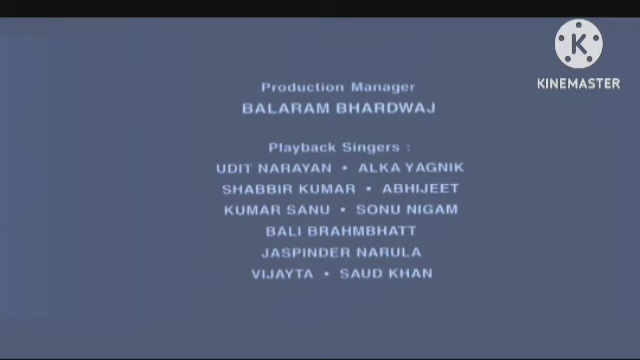 K
KINEMASTER
Production Manager
BALARAM BHARDWAJ
Playback Singers :
UDIT NARAYAN • ALKA YAGNIK
SHABBIR KUMAR • ABHIJEET
KUMAR SANU • SONU NIGAM
BALI BRAHMBHATT
JASPINDER NARULA
VIJAYTA • SAUD KHAN